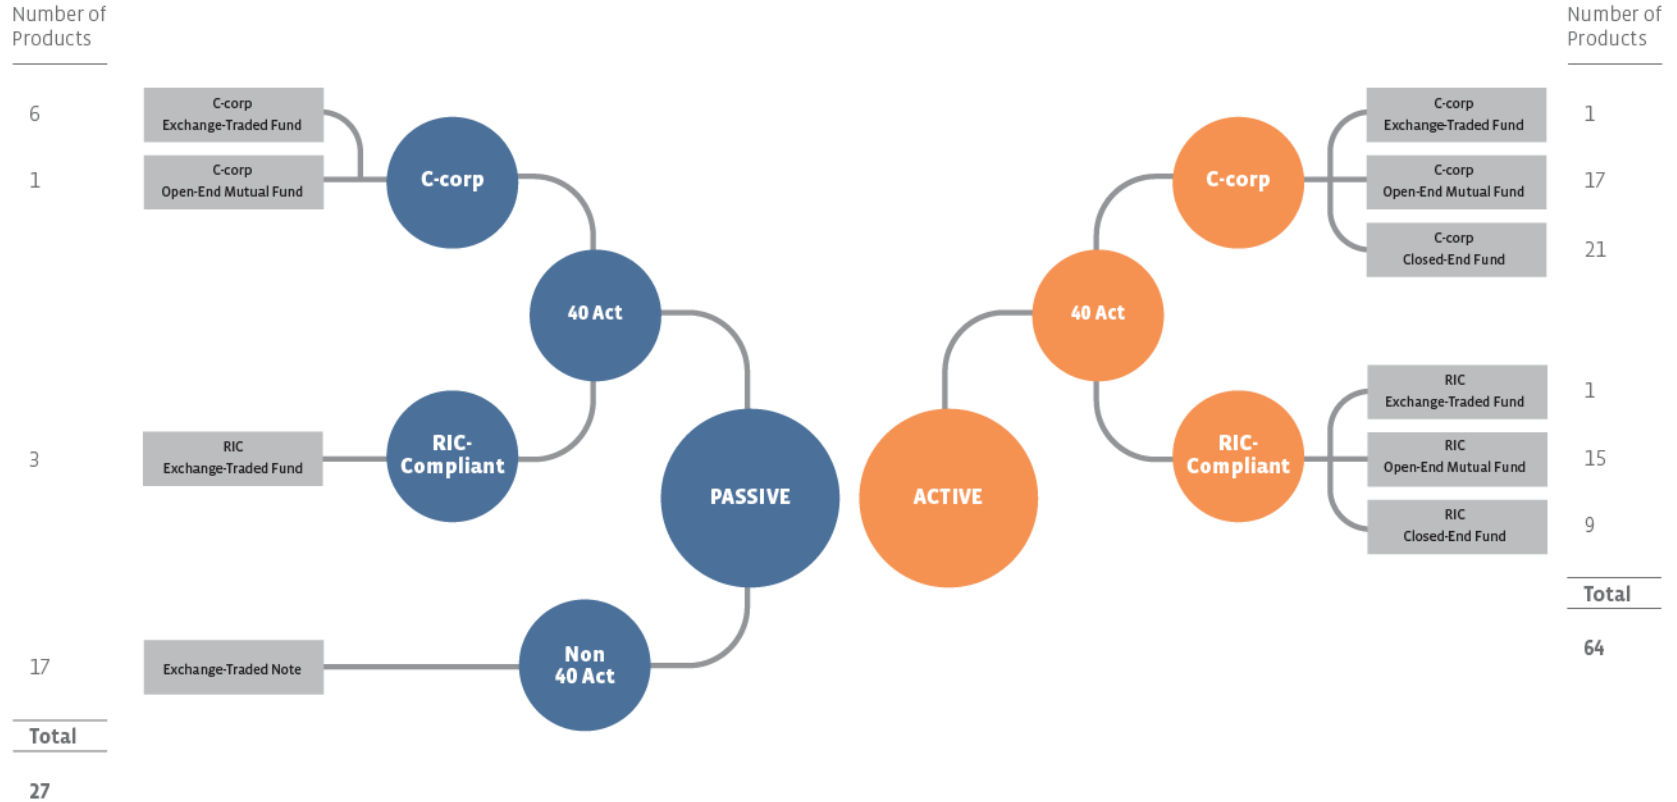 Number of
Products
6
C-corp
Exchange-Traded Fund
1
C-corp
Open-End Mutual Fund
C-corp
40 Act
3
RIC
Exchange-Traded Fund
RIC-
Compliant
PASSIVE
17
Exchange-Traded Note
Non
40 Act
Total
27
Number of
Products
C-corp
C-corp
Exchange-Traded Fund
1
C-corp
Open-End Mutual Fund
17
C-corp
Closed-End Fund
21
40 Act
ACTIVE
RIC-
Compliant
RIC
Exchange-Traded Fund
1
RIC
Open-End Mutual Fund
15
RIC
Closed-End Fund
9
Total
64